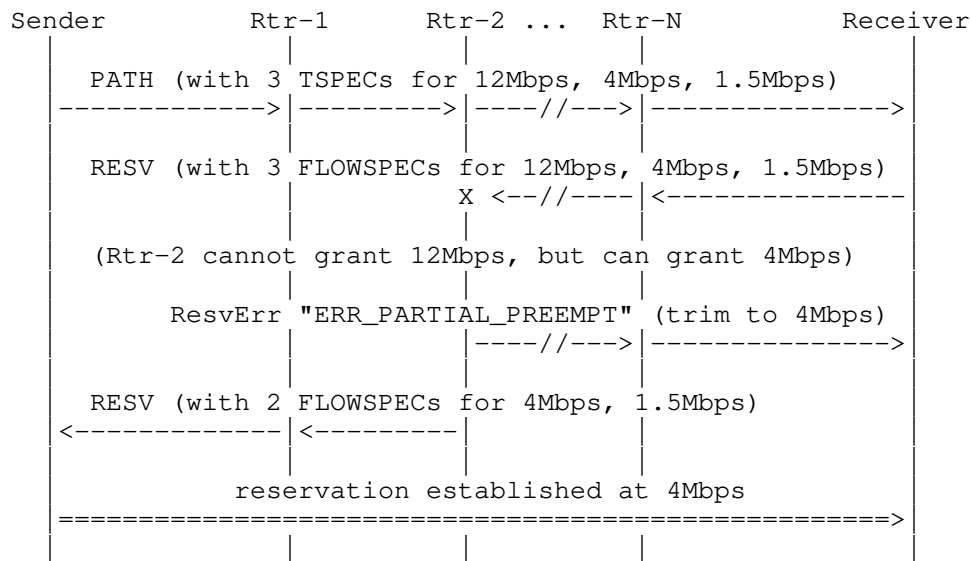 Sender Rtr-1 Rtr-2 ... Rtr-N Receiver
PATH (with 3 TSPECs for 12Mbps, 4Mbps, 1.5Mbps)
RESV (with 3 FLOWSPECs for 12Mbps, 4Mbps, 1.5Mbps)
X
(Rtr-2 cannot grant 12Mbps, but can grant 4Mbps)
ResvErr "ERR_PARTIAL_PREEMPT" (trim to 4Mbps)
RESV (with 2 FLOWSPECs for 4Mbps, 1.5Mbps)
reservation established at 4Mbps